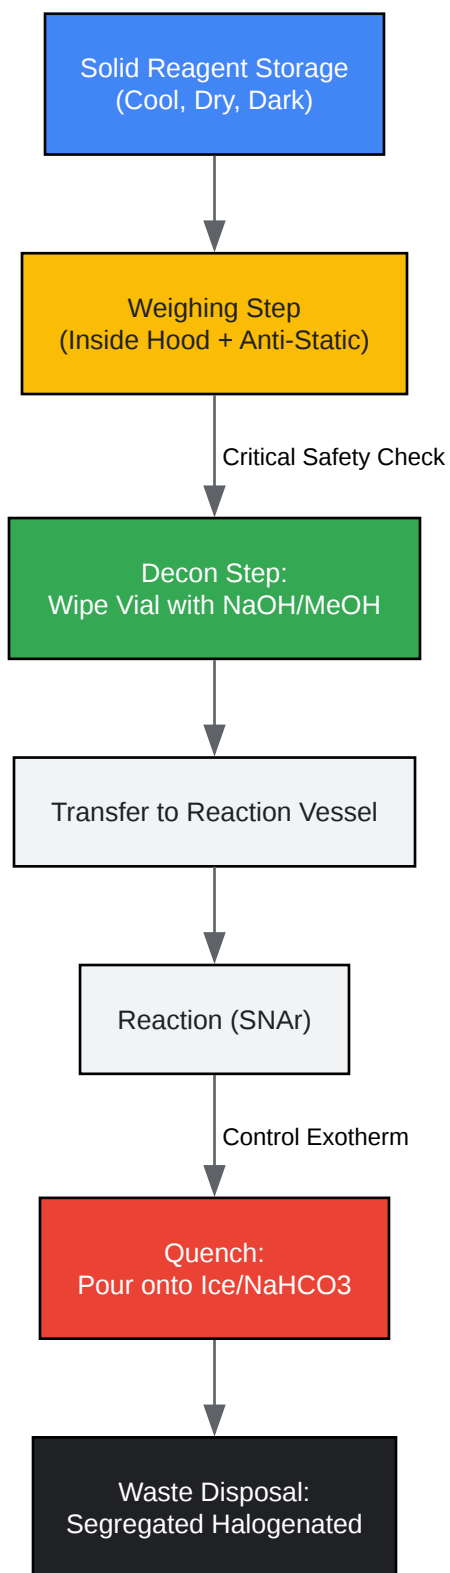 Solid Reagent Storage
(Cool, Dry, Dark)
Weighing Step
(Inside Hood + Anti-Static)
Critical Safety Check
Decon Step:
Wipe Vial with NaOH/MeOH
Transfer to Reaction Vessel
Reaction (SNAr)
Control Exotherm
Quench:
Pour onto Ice/NaHCO3
Waste Disposal:
Segregated Halogenated